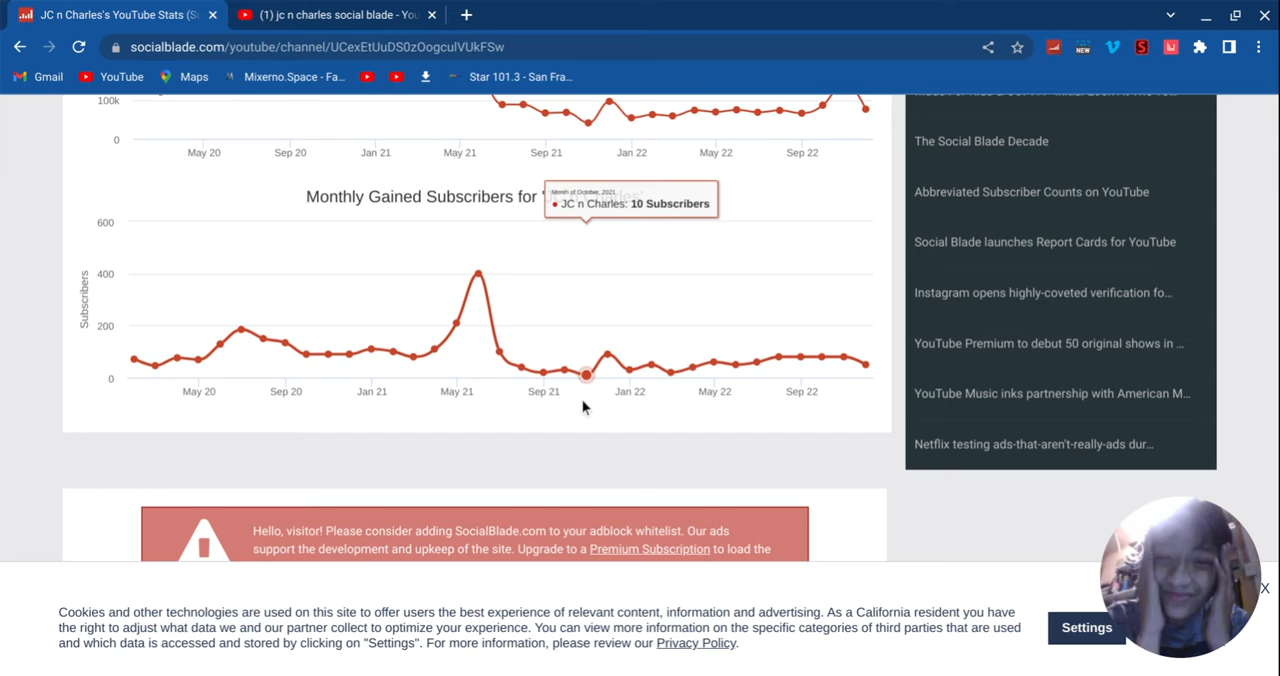 JC n Charles's YouTube Stats (Su
(1) jc n charles social blade - You
socialblade.com/youtube/channel/UCexEtUuDS0zOogcuIVUkFSw
NEW
Gmail
YouTube
Maps
Mixerno.Space - Fa...
Star 101.3 - San Fra...
100k
0
May 20
Sep 20
Jan 21
May 21
Sep 21
Jan 22
May 22
Sep 22
Monthly Gained Subscribers for
Month of October, 2021
JC n Charles: 10 Subscribers
600
400
200
0
Subscribers
May 20
Sep 20
Jan 21
May 21
Sep 21
Jan 22
May 22
Sep 22
The Social Blade Decade
Abbreviated Subscriber Counts on YouTube
Social Blade launches Report Cards for YouTube
Instagram opens highly-coveted verification fo...
YouTube Premium to debut 50 original shows in ...
YouTube Music inks partnership with American M...
Netflix testing ads-that-aren't-really-ads dur...
Hello, visitor! Please consider adding SocialBlade.com to your adblock whitelist. Our ads
support the development and upkeep of the site. Upgrade to a Premium Subscription to load the
Cookies and other technologies are used on this site to offer users the best experience of relevant content, information and advertising. As a California resident you have
the right to adjust what data we and our partner collect to optimize your experience. You can view more information on the specific categories of third parties that are used
and which data is accessed and stored by clicking on "Settings". For more information, please review our Privacy Policy.
Settings
X